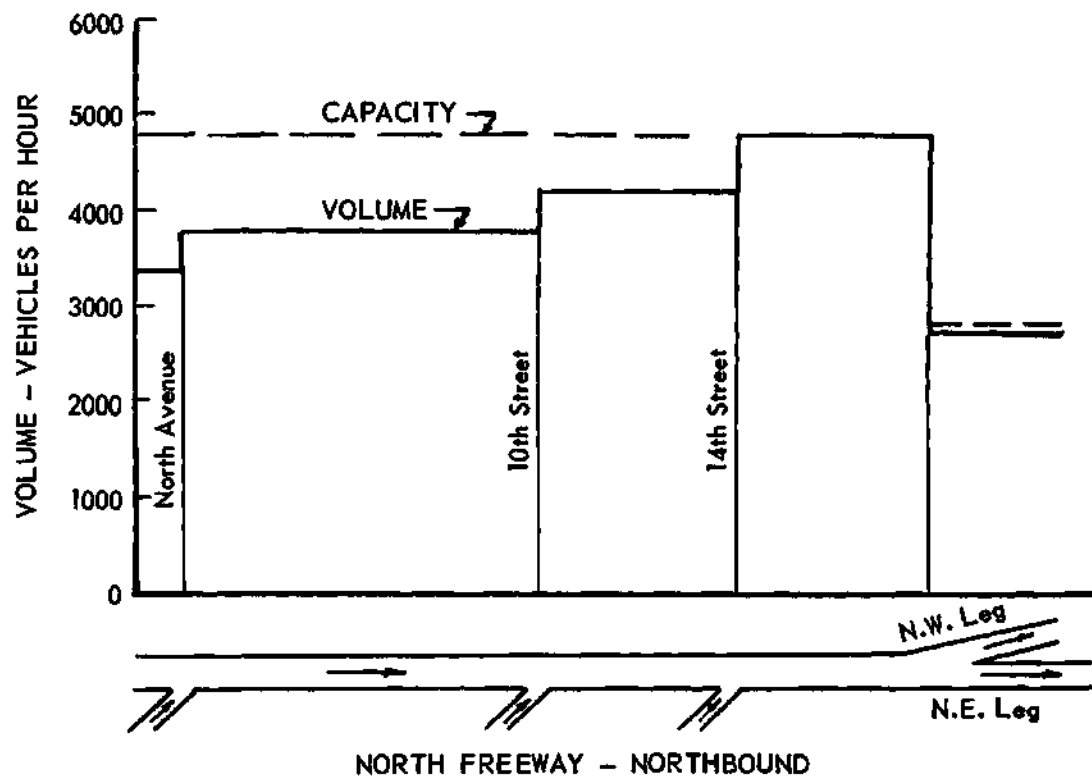 VOLUME – VEHICLES PER HOUR
6000
5000
4000
3000
2000
1000
0
CAPACITY
VOLUME
North Avenue
10th Street
14th Street
N.W. Leg
N.E. Leg
NORTH FREEWAY – NORTHBOUND